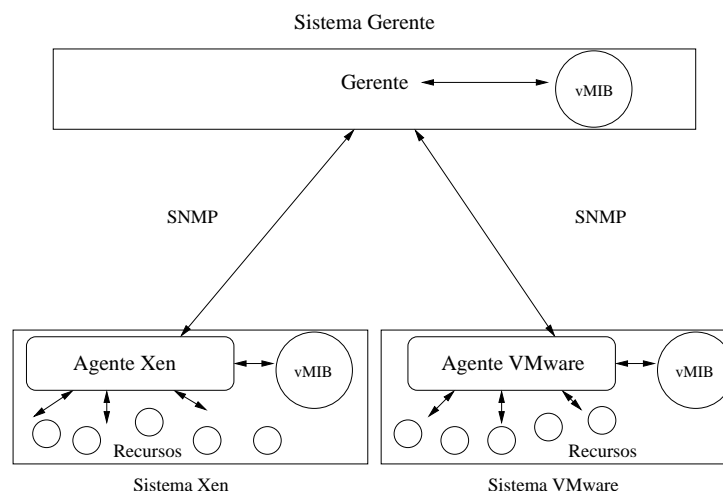 Sistema Gerente
Gerente
vMIB
SNMP
SNMP
Agente Xen
vMIB
Recursos
Sistema Xen
Agente VMware
vMIB
Recursos
Sistema VMware